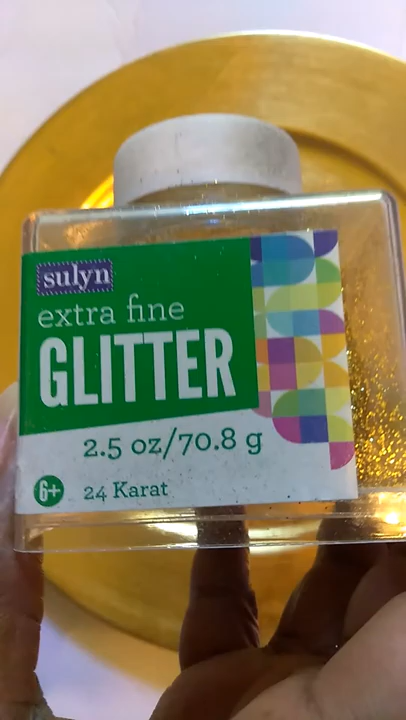 sulyn
extra fine
GLITTER
2.5 oz/70.8 g
6+ 24 Karat